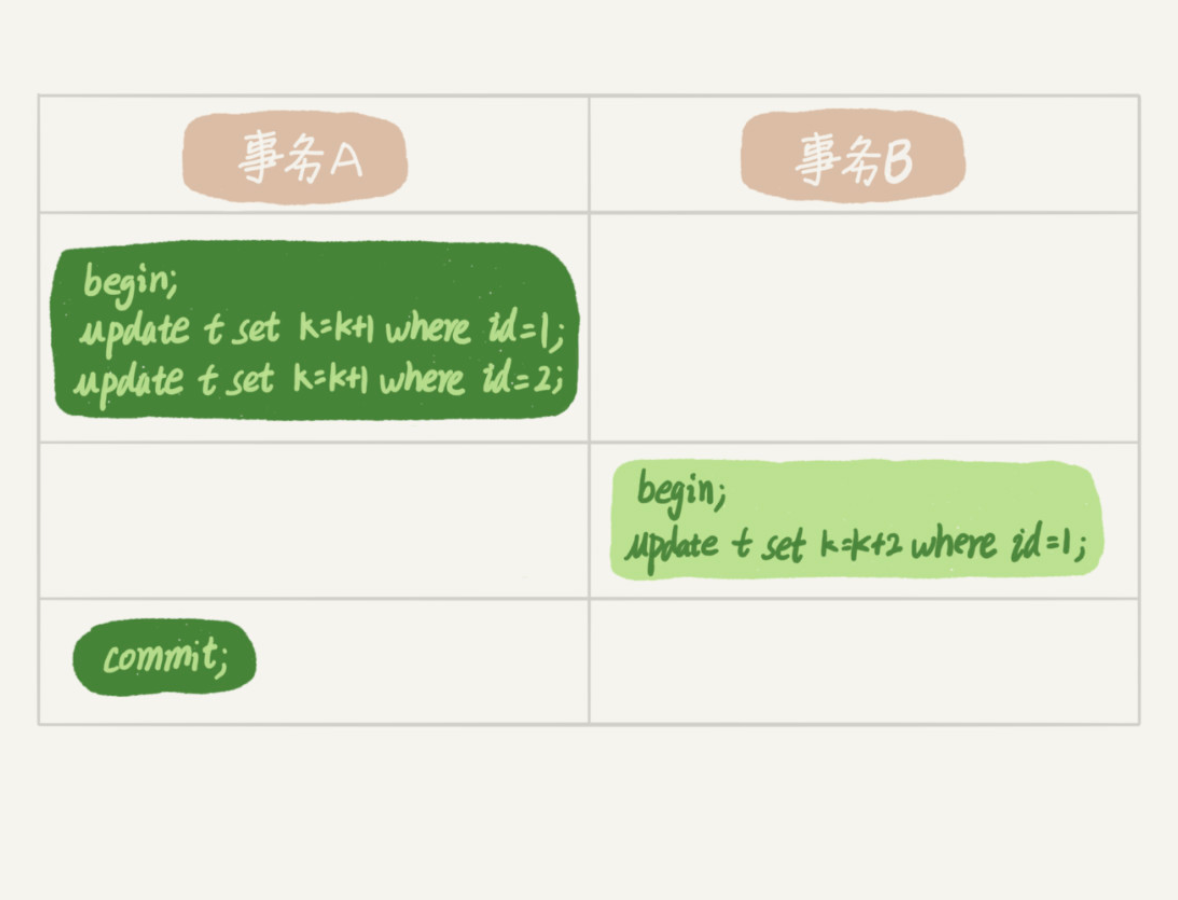 事务A
事务B
begin;
update t set k=k+1 where id=1;
update t set k=k+1 where id=2;
begin;
update t set k=k+2 where id=1;
commit;